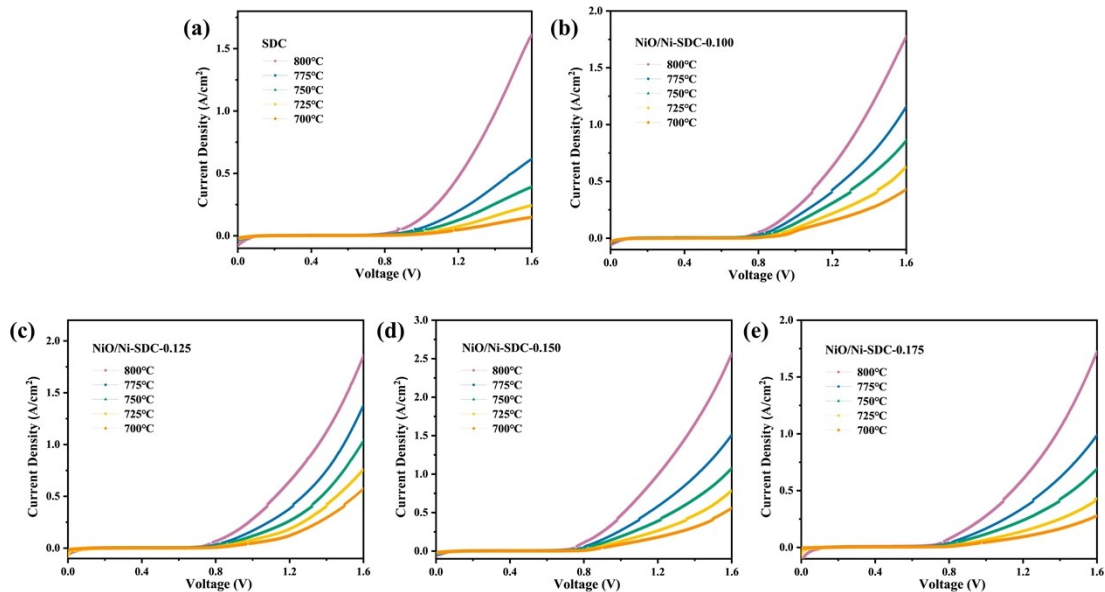 (a)
SDC
800℃
775℃
750℃
725℃
700℃
1.5
1.0
0.5
0.0
Current Density (A/cm²)
0.0 0.4 0.8 1.2 1.6
Voltage (V)
(b)
NiO/Ni-SDC-0.100
800℃
775℃
750℃
725℃
700℃
2.0
1.5
1.0
0.5
0.0
Current Density (A/cm²)
0.0 0.4 0.8 1.2 1.6
Voltage (V)
(c)
NiO/Ni-SDC-0.125
800℃
775℃
750℃
725℃
700℃
2.0
1.5
1.0
0.5
0.0
Current Density (A/cm²)
0.0 0.4 0.8 1.2 1.6
Voltage (V)
(d)
NiO/Ni-SDC-0.150
800℃
775℃
750℃
725℃
700℃
3.0
2.5
2.0
1.5
1.0
0.5
0.0
Current Density (A/cm²)
0.0 0.4 0.8 1.2 1.6
Voltage (V)
(e)
NiO/Ni-SDC-0.175
800℃
775℃
750℃
725℃
700℃
2.0
1.5
1.0
0.5
0.0
Current Density (A/cm²)
0.0 0.4 0.8 1.2 1.6
Voltage (V)